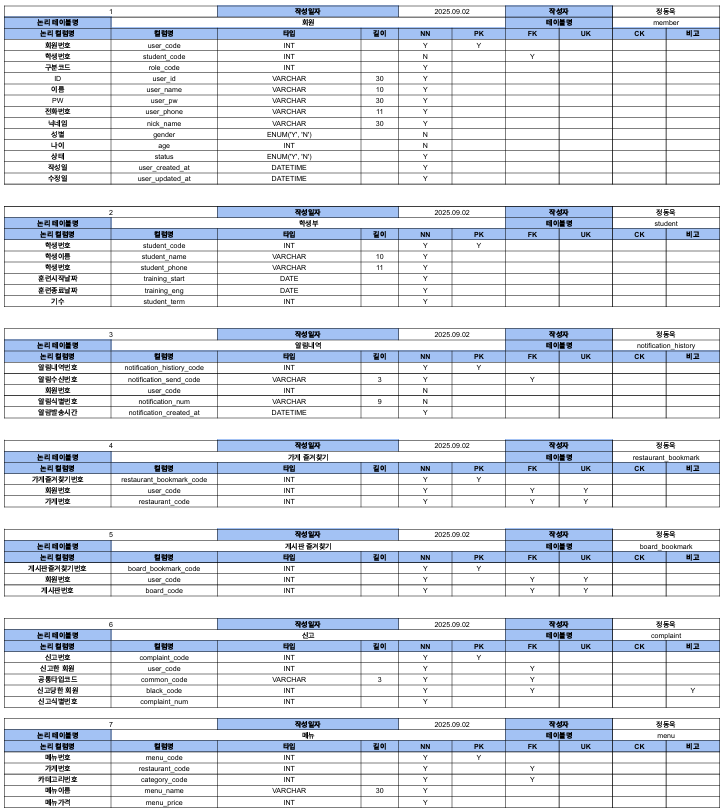 1 작성일자 2025.09.02 작성자 정동욱
논리 테이블명 회원 테이블명 member
논리 컬럼명 컬럼명 타입 길이 NN PK FK UK CK 비고
회원번호 user_code INT Y Y
학생번호 student_code INT N Y
구분코드 role_code INT Y
ID user_id VARCHAR 30 Y
이름 user_name VARCHAR 10 Y
PW user_pw VARCHAR 30 Y
전화번호 user_phone VARCHAR 11 Y
닉네임 nick_name VARCHAR 30 Y
성별 gender ENUM('Y', 'N') N
나이 age INT N
상태 status ENUM('Y', 'N') Y
작성일 user_created_at DATETIME Y
수정일 user_updated_at DATETIME Y
2 작성일자 2025.09.02 작성자 정동욱
논리 테이블명 학생부 테이블명 student
논리 컬럼명 컬럼명 타입 길이 NN PK FK UK CK 비고
학생번호 student_code INT Y Y
학생이름 student_name VARCHAR 10 Y
학생번호 student_phone VARCHAR 11 Y
훈련시작날짜 training_start DATE Y
훈련종료날짜 training_eng DATE Y
기수 student_term INT Y
3 작성일자 2025.09.02 작성자 정동욱
논리 테이블명 알림내역 테이블명 notification_history
논리 컬럼명 컬럼명 타입 길이 NN PK FK UK CK 비고
알림내역번호 notification_histiory_code INT Y Y
알림수신번호 notification_send_code VARCHAR 3 Y Y
회원번호 user_code INT N
알림식별번호 notification_num VARCHAR 9 N
알림발송시간 notification_created_at DATETIME Y
4 작성일자 2025.09.02 작성자 정동욱
논리 테이블명 가게 즐겨찾기 테이블명 restaurant_bookmark
논리 컬럼명 컬럼명 타입 길이 NN PK FK UK CK 비고
가게즐겨찾기번호 restaurant_bookmark_code INT Y Y
회원번호 user_code INT Y Y Y
가게번호 restaurant_code INT Y Y Y
5 작성일자 2025.09.02 작성자 정동욱
논리 테이블명 게시판 즐겨찾기 테이블명 board_bookmark
논리 컬럼명 컬럼명 타입 길이 NN PK FK UK CK 비고
게시판즐겨찾기번호 board_bookmark_code INT Y Y
회원번호 user_code INT Y Y Y
게시판번호 board_code INT Y Y Y
6 작성일자 2025.09.02 작성자 정동욱
논리 테이블명 신고 테이블명 complaint
논리 컬럼명 컬럼명 타입 길이 NN PK FK UK CK 비고
신고번호 complaint_code INT Y Y
신고한 회원 user_code INT Y Y
공통타입코드 common_code VARCHAR 3 Y Y
신고당한 회원 black_code INT Y Y Y
신고식별번호 complaint_num INT Y
7 작성일자 2025.09.02 작성자 정동욱
논리 테이블명 메뉴 테이블명 menu
논리 컬럼명 컬럼명 타입 길이 NN PK FK UK CK 비고
메뉴번호 menu_code INT Y Y
가게번호 restaurant_code INT Y Y
카테고리번호 category_code INT Y Y
메뉴이름 menu_name VARCHAR 30 Y
메뉴가격 menu_price INT Y